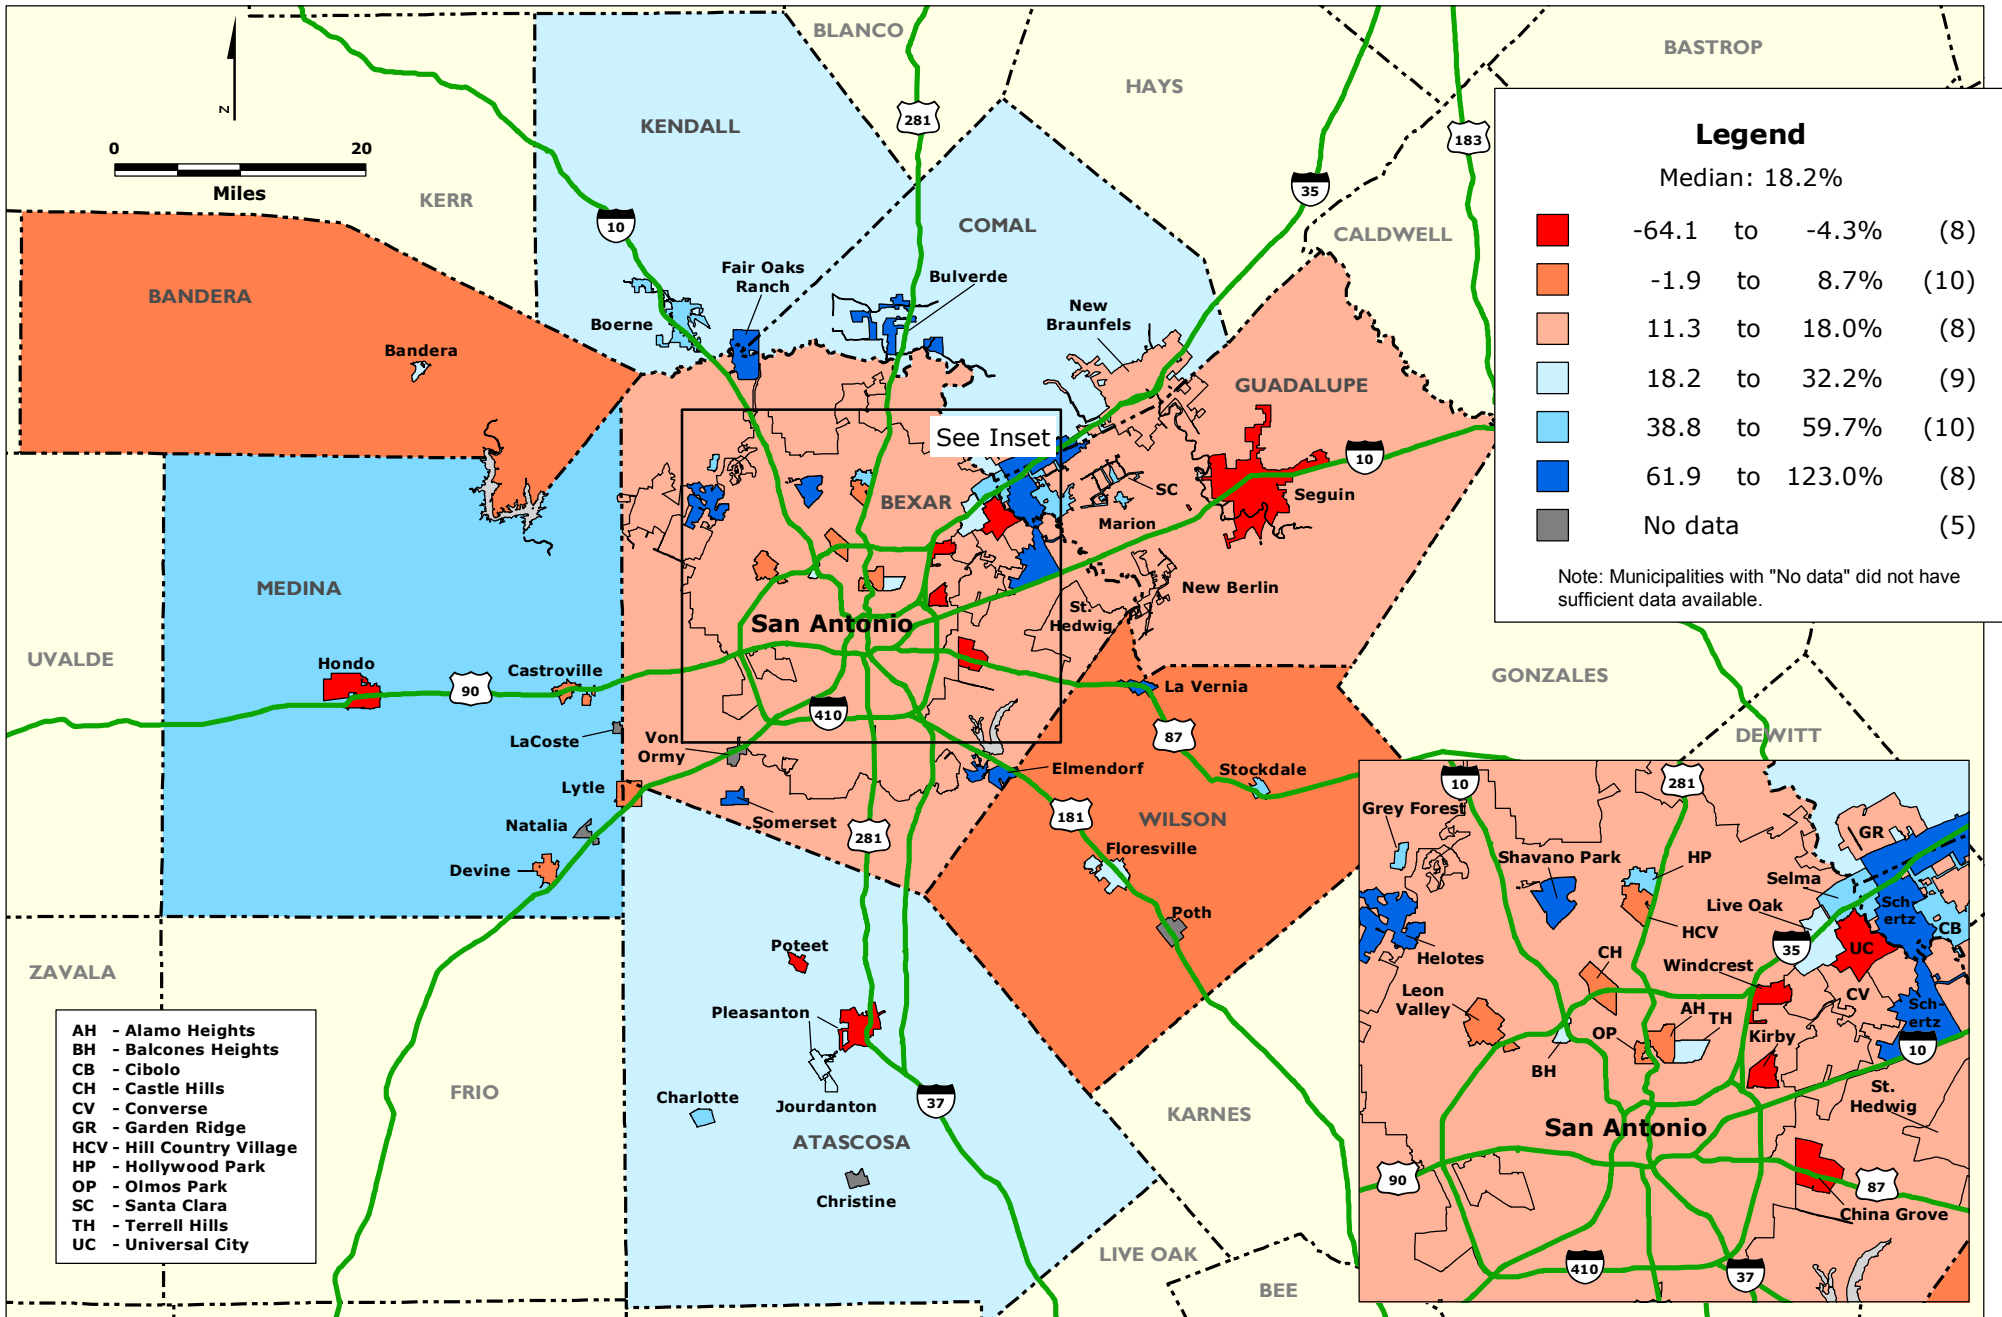 BLANCO
BASTROP
HAYS
KENDALL
281
183
N
0 20
Miles
KERR
35
10
COMAL
CALDWELL
Legend
Median: 18.2%
-64.1 to -4.3% (8)
-1.9 to 8.7% (10)
11.3 to 18.0% (8)
18.2 to 32.2% (9)
38.8 to 59.7% (10)
61.9 to 123.0% (8)
No data (5)
Note: Municipalities with "No data" did not have
sufficient data available.
BANDERA
Fair Oaks
Ranch
Bulverde
New
Braunfels
Boerne
Bandera
GUADALUPE
See Inset
10
BEXAR
SC
Seguin
Marion
MEDINA
New Berlin
St.
Hedwig
San Antonio
UVALDE
Hondo
Castroville
90
La Vernia
GONZALES
410
87
LaCoste
Von
Ormy
DEWITT
Elmendorf
Stockdale
Lytle
Natalia
Somerset
281
181
WILSON
Floresville
Devine
Poth
Poteet
ZAVALA
Pleasanton
FRIO
Charlotte
Jourdanton
37
KARNES
ATASCOSA
Christine
LIVE OAK
BEE
AH - Alamo Heights
BH - Balcones Heights
CB - Cibolo
CH - Castle Hills
CV - Converse
GR - Garden Ridge
HCV - Hill Country Village
HP - Hollywood Park
OP - Olmos Park
SC - Santa Clara
TH - Terrell Hills
UC - Universal City
10
281
Grey Forest
GR
Shavano Park
HP
Selma
Live Oak
Sch-
ertz
HCV
CB
35
UC
Helotes
CH
Windcrest
Leon
Valley
CV
AH
TH
Sch-
ertz
OP
Kirby
10
BH
St.
Hedwig
San Antonio
90
87
China Grove
410
37